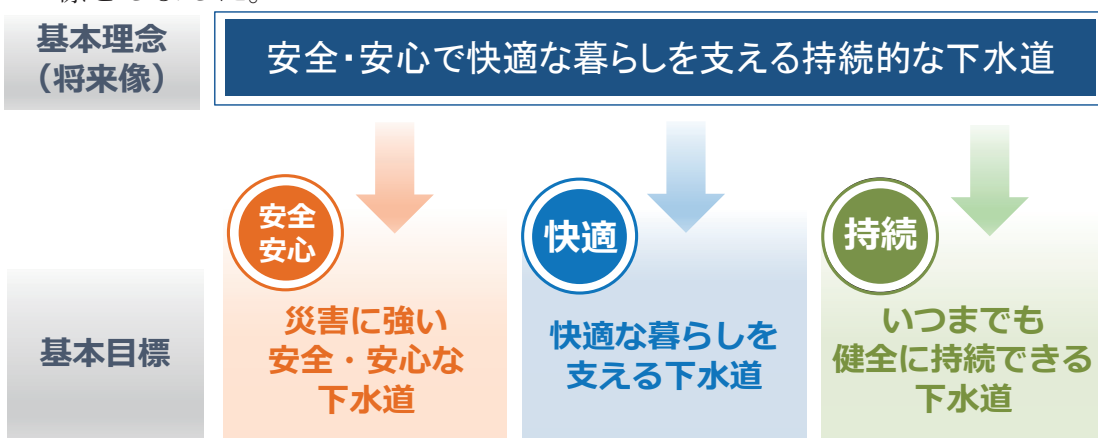 基本理念
（将来像）
安全・安心で快適な暮らしを支える持続的な下水道
安全
安心
災害に強い
安全・安心な
下水道
快適
快適な暮らしを
支える下水道
持続
いつまでも
健全に持続できる
下水道
基本目標